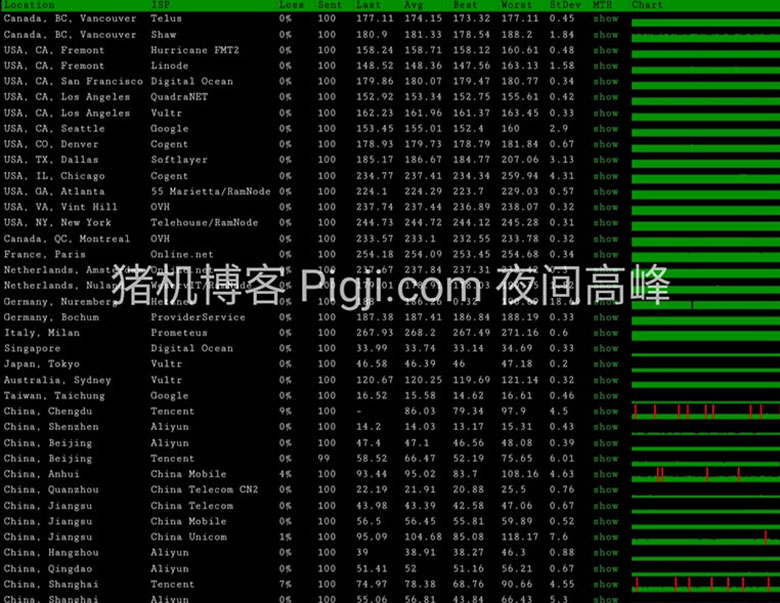 Location ISP Loss Sent Last Avg Best Worst StDev MTR Chart
Canada, BC, Vancouver Telus 0% 100 177.11 174.15 173.32 177.11 0.45 show
Canada, BC, Vancouver Shaw 0% 100 180.9 181.33 178.54 188.2 1.84 show
USA, CA, Fremont Hurricane FMT2 0% 100 158.24 158.71 158.12 160.61 0.48 show
USA, CA, Fremont Linode 0% 100 148.52 148.36 147.56 163.13 1.58 show
USA, CA, San Francisco Digital Ocean 0% 100 179.86 180.07 179.47 180.77 0.34 show
USA, CA, Los Angeles QuadraNET 0% 100 152.92 153.34 152.75 155.61 0.42 show
USA, CA, Los Angeles Vultr 0% 100 162.23 161.96 161.37 163.45 0.33 show
USA, CA, Seattle Google 0% 100 153.45 155.01 152.4 160 2.9 show
USA, CO, Denver Cogent 0% 100 178.93 179.73 178.79 181.84 0.67 show
USA, TX, Dallas Softlayer 0% 100 185.17 186.67 184.77 207.06 3.13 show
USA, IL, Chicago Cogent 0% 100 234.77 237.41 234.34 259.94 4.31 show
USA, GA, Atlanta 55 Marietta/RamNode 0% 100 224.1 224.29 223.7 229.03 0.57 show
USA, VA, Vint Hill OVH 0% 100 237.74 237.44 236.89 238.07 0.32 show
USA, NY, New York Telehouse/RamNode 0% 100 244.73 244.72 244.12 245.28 0.31 show
Canada, QC, Montreal OVH 0% 100 233.57 233.1 232.55 233.78 0.32 show
France, Paris Online.net 0% 100 254.18 254.09 253.45 254.68 0.34 show
Netherlands, 237.84 237.31 show
Netherlands, show
猪机博客 Pigji.com 夜间高峰
Germany, show
Germany, Bochum ProviderService 0% 100 187.38 187.41 186.84 188.19 0.33 show
Italy, Milan Prometeus 0% 100 267.93 268.2 267.49 271.16 0.6 show
Singapore Digital Ocean 0% 100 33.99 33.74 33.14 34.69 0.33 show
Japan, Tokyo Vultr 0% 100 46.58 46.39 46 47.18 0.2 show
Australia, Sydney Vultr 0% 100 120.67 120.25 119.69 121.14 0.32 show
Taiwan, Taichung Google 0% 100 16.52 15.58 14.62 16.61 0.46 show
China, Chengdu Tencent 9% 100 - 86.03 79.34 97.9 4.5 show
China, Shenzhen Aliyun 0% 100 14.2 14.03 13.17 15.31 0.43 show
China, Beijing Aliyun 0% 100 47.4 47.1 46.56 48.08 0.39 show
China, Beijing Tencent 0% 99 58.52 66.47 52.19 75.65 6.01 show
China, Anhui China Mobile 4% 100 93.44 95.02 83.7 108.16 4.63 show
China, Quanzhou China Telecom CN2 0% 100 22.19 21.91 20.88 25.5 0.76 show
China, Jiangsu China Telecom 0% 100 43.98 43.39 42.58 47.06 0.67 show
China, Jiangsu China Mobile 0% 100 56.5 56.45 55.81 59.89 0.52 show
China, Jiangsu China Unicom 1% 100 95.09 104.68 85.08 118.17 7.6 show
China, Hangzhou Aliyun 0% 100 39 38.91 38.27 46.3 0.88 show
China, Qingdao Aliyun 0% 100 51.41 52 51.16 56.21 0.67 show
China, Shanghai Tencent 7% 100 74.97 78.38 68.76 90.66 4.55 show
China, Shanghai Aliyun 0% 100 55.06 56.81 43.84 66.43 5.3 show